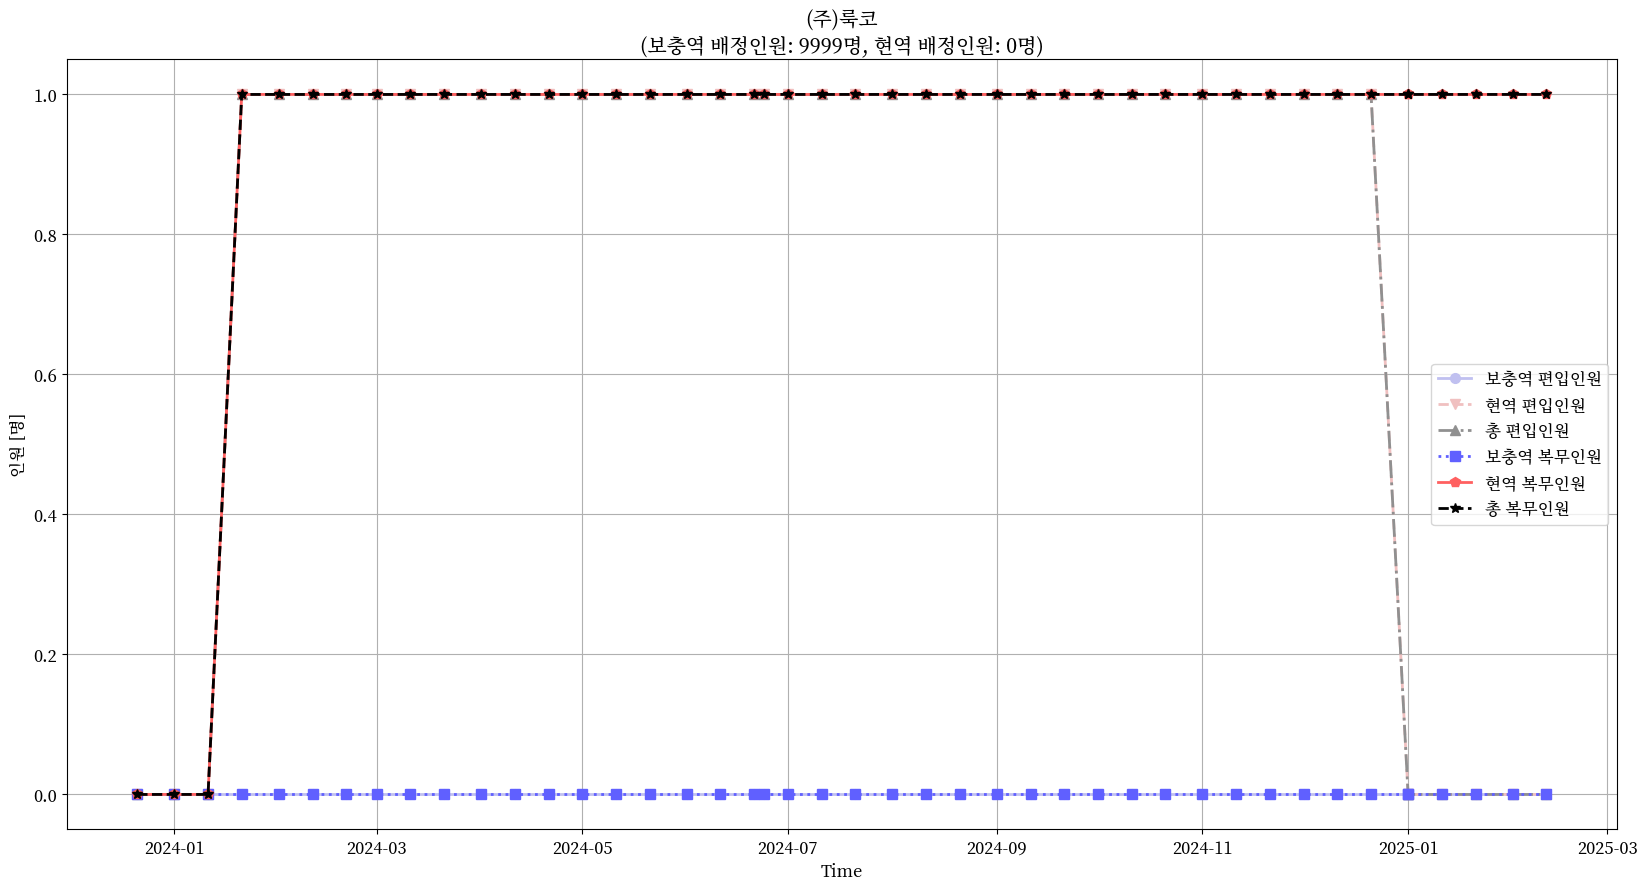 (주)룩코
(보충역 배정인원: 9999명, 현역 배정인원: 0명)
인원 [명]
1.0
0.8
0.6
0.4
0.2
0.0
보충역 편입인원
현역 편입인원
총 편입인원
보충역 복무인원
현역 복무인원
총 복무인원
2024-01 2024-03 2024-05 2024-07 2024-09 2024-11 2025-01 2025-03
Time